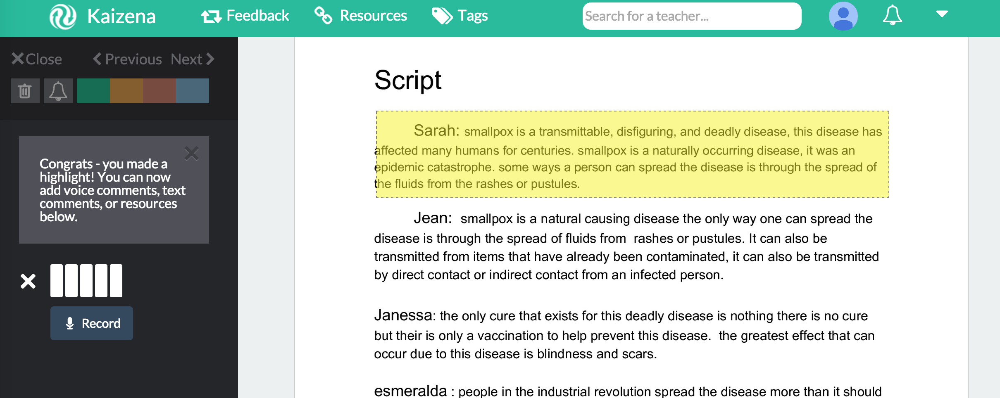 Kaizena Feedback Resources Tags Search for a teacher...
Close Previous Next
Congrats - you made a
highlight! You can now
add voice comments, text
comments, or resources
below.
Record
Script
Sarah: smallpox is a transmittable, disfiguring, and deadly disease, this disease has
affected many humans for centuries. smallpox is a naturally occurring disease, it was an
epidemic catastrophe. some ways a person can spread the disease is through the spread of
the fluids from the rashes or pustules.
Jean:  smallpox is a natural causing disease the only way one can spread the
disease is through the spread of fluids from  rashes or pustules. It can also be
transmitted from items that have already been contaminated, it can also be transmitted
by direct contact or indirect contact from an infected person.
Janessa: the only cure that exists for this deadly disease is nothing there is no cure
but their is only a vaccination to help prevent this disease.  the greatest effect that can
occur due to this disease is blindness and scars.
esmeralda : people in the industrial revolution spread the disease more than it should